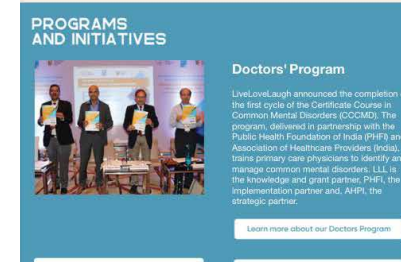 PROGRAMS
AND INITIATIVES
Doctors' Program
LiveLoveLaugh announced the completion
the first cycle of the Certificate Course in
Common Mental Disorders (CCCMD). The
program, delivered in partnership with the
Public Health Foundation of India (PHFI) an
Association of Healthcare Providers (India),
trains primary care physicians to identify an
manage common mental disorders. LLL is
the knowledge and grant partner, PHFI, the
implementation partner and, AHPI, the
strategic partner.
Learn more about our Doctors Program